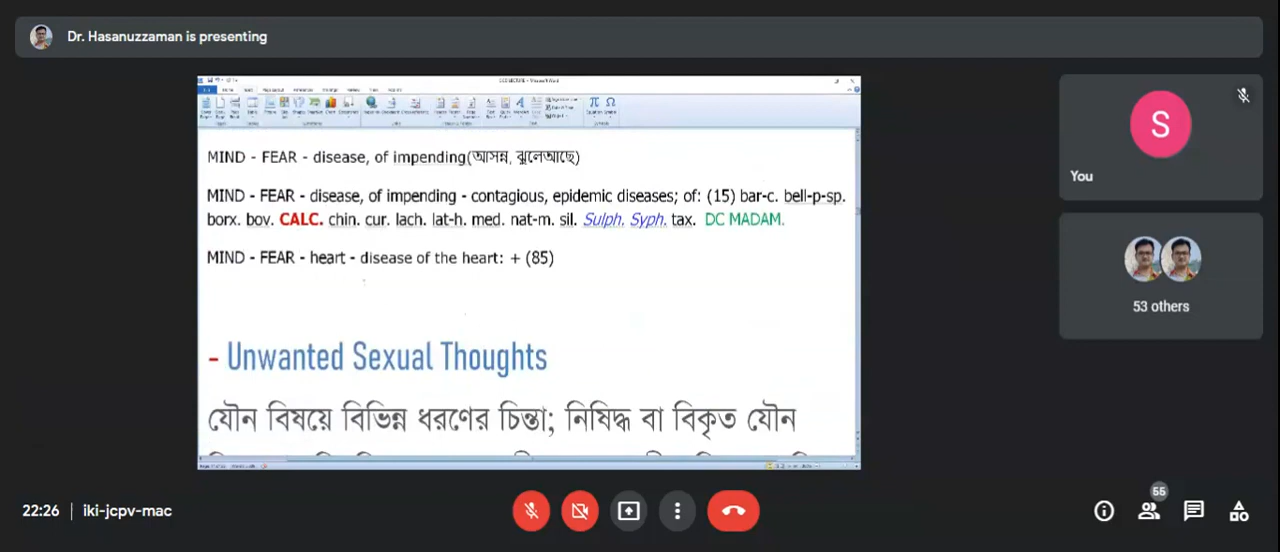 Dr. Hasanuzzaman is presenting
MIND - FEAR - disease, of impending(আসন্ন, ঝুলেআছে)
MIND - FEAR - disease, of impending - contagious, epidemic diseases; of: (15) bar-c. bell-p-sp.
borx. bov. CALC. chin. cur. lach. lat-h. med. nat-m. sil. Sulph. Syph. tax. DC MADAM.
MIND - FEAR - heart - disease of the heart: + (85)
- Unwanted Sexual Thoughts
যৌন বিষয়ে বিভিন্ন ধরণের চিন্তা; নিষিদ্ধ বা বিকৃত যৌন
S
You
53 others
22:26 | iki-jcpv-mac
55